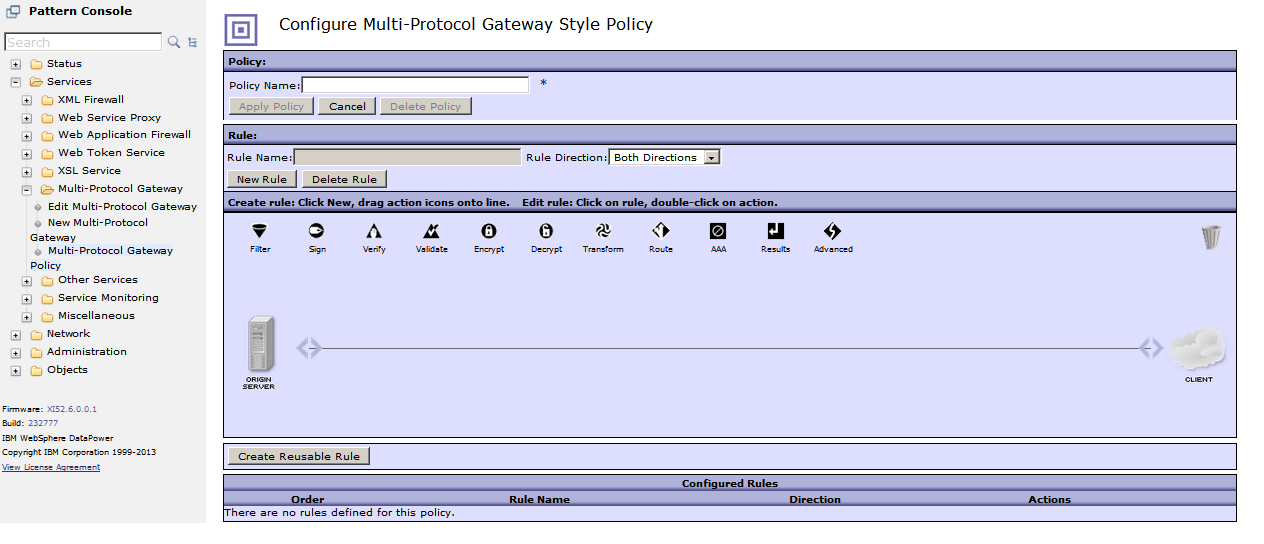 Pattern Console
Search
Status
Services
XML Firewall
Web Service Proxy
Web Application Firewall
Web Token Service
XSL Service
Multi-Protocol Gateway
Edit Multi-Protocol Gateway
New Multi-Protocol
Gateway
Multi-Protocol Gateway
Policy
Other Services
Service Monitoring
Miscellaneous
Network
Administration
Objects
Firmware: XI52.6.0.0.1
Build: 232777
IBM WebSphere DataPower
Copyright IBM Corporation 1999-2013
View License Agreement
Configure Multi-Protocol Gateway Style Policy
Policy:
Policy Name: *
Apply Policy Cancel Delete Policy
Rule:
Rule Name: Rule Direction: Both Directions
New Rule Delete Rule
Create rule: Click New, drag action icons onto line. Edit rule: Click on rule, double-click on action.
Filter Sign Verify Validate Encrypt Decrypt Transform Route AAA Results Advanced
ORIGIN
SERVER
CLIENT
Create Reusable Rule
Configured Rules
Order Rule Name Direction Actions
There are no rules defined for this policy.